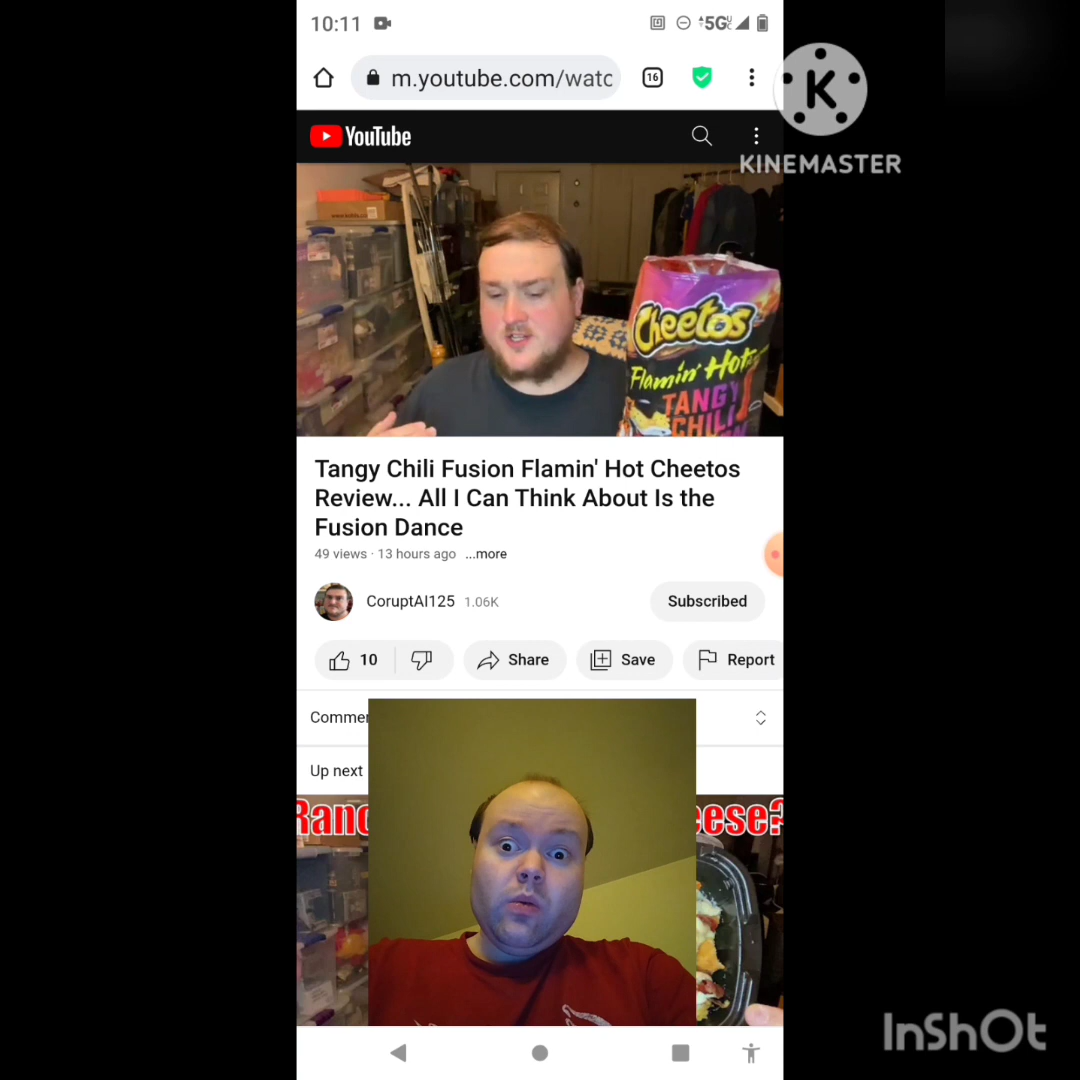 10:11
5G
m.youtube.com/watc
16
YouTube
K
KINEMASTER
Cheetos
Flamin' Hot
TANGY
CHILI
Tangy Chili Fusion Flamin' Hot Cheetos
Review... All I Can Think About Is the
Fusion Dance
49 views · 13 hours ago ...more
CoruptAI125 1.06K
Subscribed
10
Share
Save
Report
Commen
Up next
Ranc
eese?
InShOt